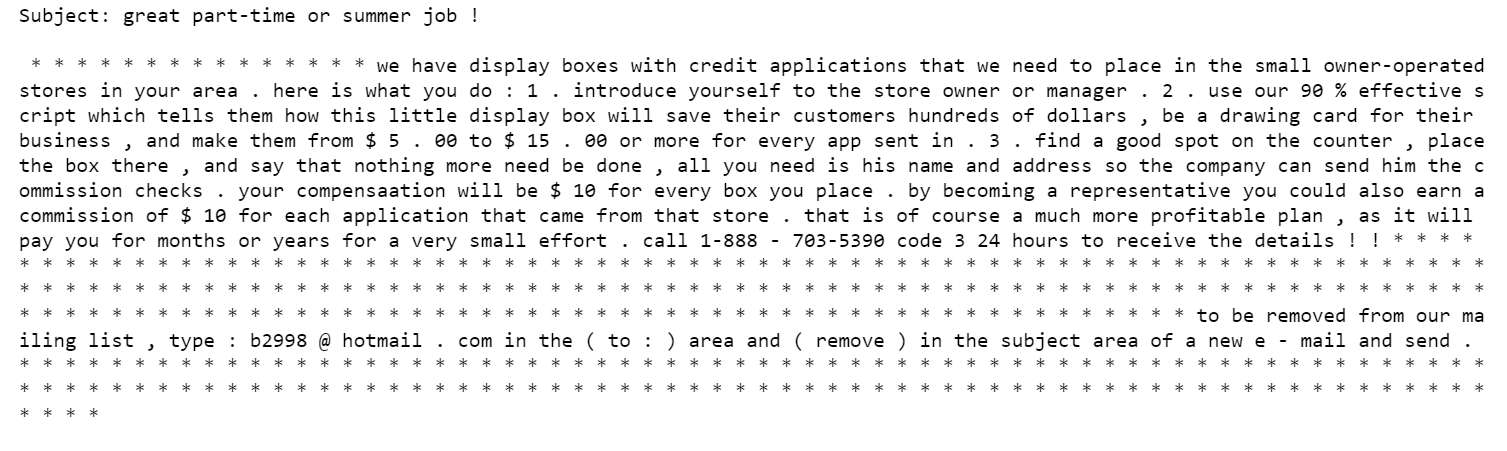 Subject: great part-time or summer job !
* * * * * * * * * * * * * * * we have display boxes with credit applications that we need to place in the small owner-operated
stores in your area . here is what you do : 1 . introduce yourself to the store owner or manager . 2 . use our 90 % effective s
cript which tells them how this little display box will save their customers hundreds of dollars , be a drawing card for their
business , and make them from $ 5 . 00 to $ 15 . 00 or more for every app sent in . 3 . find a good spot on the counter , place
the box there , and say that nothing more need be done , all you need is his name and address so the company can send him the c
ommission checks . your compensaation will be $ 10 for every box you place . by becoming a representative you could also earn a
commission of $ 10 for each application that came from that store . that is of course a much more profitable plan , as it will
pay you for months or years for a very small effort . call 1-888 - 703-5390 code 3 24 hours to receive the details ! ! * * * *
* * * * * * * * * * * * * * * * * * * * * * * * * * * * * * * * * * * * * * * * * * * * * * * * * * * * * * * * * * * * * * * *
* * * * * * * * * * * * * * * * * * * * * * * * * * * * * * * * * * * * * * * * * * * * * * * * * * * * * * * * * * * * * * * *
* * * * * * * * * * * * * * * * * * * * * * * * * * * * * * * * * * * * * * * * * * * * * * * * * * * to be removed from our ma
iling list , type : b2998 @ hotmail . com in the ( to : ) area and ( remove ) in the subject area of a new e - mail and send .
* * * * * * * * * * * * * * * * * * * * * * * * * * * * * * * * * * * * * * * * * * * * * * * * * * * * * * * * * * * * * * * *
* * * * * * * * * * * * * * * * * * * * * * * * * * * * * * * * * * * * * * * * * * * * * * * * * * * * * * * * * * * * * * * *
* * * *